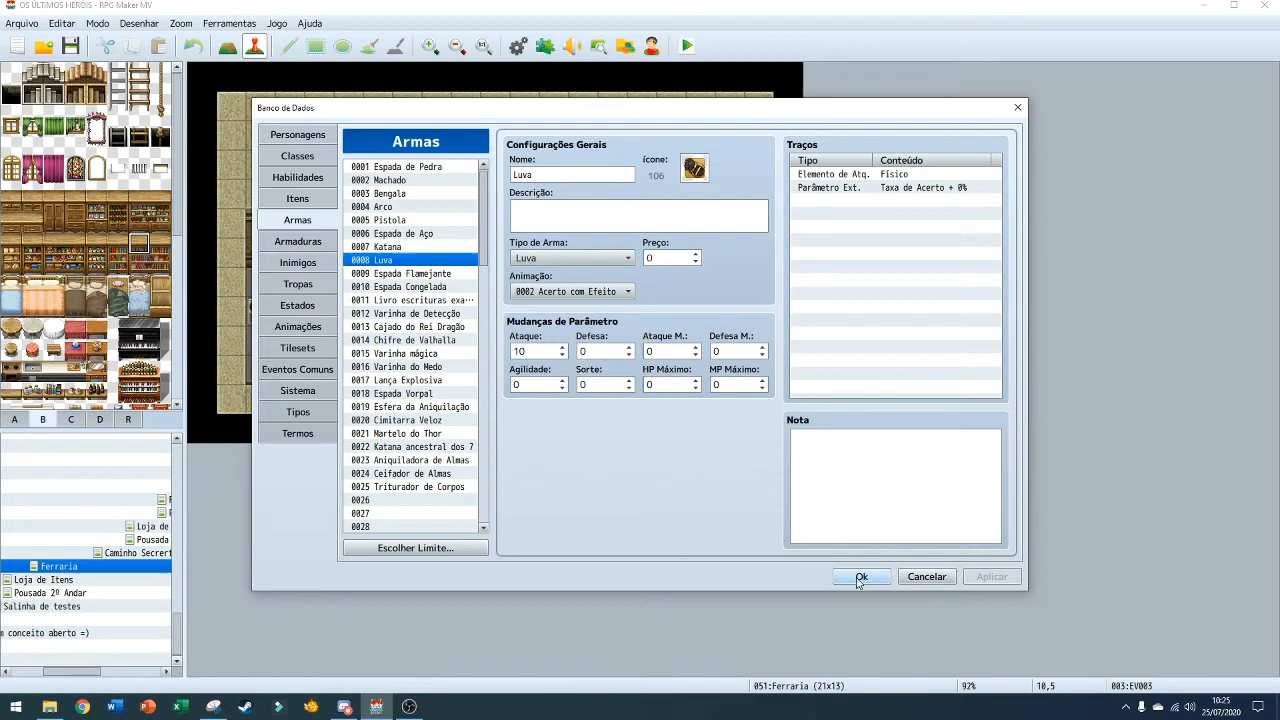 OS ÚLTIMOS HERÓIS - RPG Maker MV
Arquivo Editar Modo Desenhar Zoom Ferramentas Jogo Ajuda
Banco de Dados
Personagens
Classes
Habilidades
Itens
Armas
Armaduras
Inimigos
Tropas
Estados
Animações
Tilesets
Eventos Comuns
Sistema
Tipos
Termos
Armas
0001 Espada de Pedra
0002 Machado
0003 Bengala
0004 Arco
0005 Pistola
0006 Espada de Aço
0007 Katana
0008 Luva
0009 Espada Flamejante
0010 Espada Congelada
0011 Livro escrituras exa···
0012 Varinha de Detecção
0014 Cajado do Rei Dragão
0014 Chifre de Valhalla
0015 Varinha mágica
0016 Varinha do Medo
0017 Lança Explosiva
0018 Espada Vorpal
0019 Esfera da Aniquilação
0020 Cimitarra Veloz
0021 Martelo do Thor
0022 Katana ancestral dos 7
0023 Aniquiladora de Almas
0024 Ceifador de Almas
0025 Triturador de Corpos
0026
0027
0028
Escolher Limite...
Configurações Gerais
Nome: ícone:
Luva 106
Descrição:
Tipo de Arma: Preço:
Luva 0
Animação:
0002 Acerto com Efeito
Mudanças de Parâmetro
Ataque: Defesa: Ataque M.: Defesa M.:
10 0 0 0
Agilidade: Sorte: HP Máximo: MP Máximo:
0 0 0 0
Traços
Tipo Conteúdo
Elemento de Atq. Físico
Parâmetro Ext. Taxa de Acerto + 0%
Nota
Ok Cancelar Aplicar
A B C D R
Loja de
Pousada
Caminho Secrert
Ferraria
Loja de Itens
Pousada 2º Andar
Salinha de testes
m conceito aberto =)
051:Ferraria (21x13) 92% 10,5 003:EV003
10:25
25/07/2020